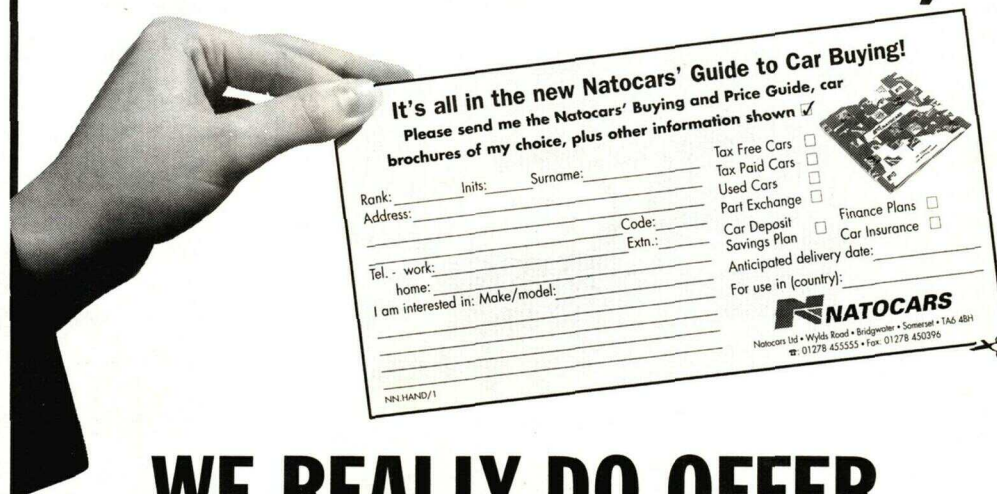 It's all in the new Natocars' Guide to Car Buying!
Please send me the Natocars' Buying and Price Guide, car
brochures of my choice, plus other information shown ✓
Rank: Inits: Surname:
Address:
Code:
Tel. - work: Extn.:
home:
I am interested in: Make/model:
NN.HAND/1
Tax Free Cars
Tax Paid Cars
Used Cars
Part Exchange
Car Deposit
Savings Plan
Finance Plans
Car Insurance
Anticipated delivery date:
For use in (country):
NATOCARS
Natocars Ltd • Wylds Road • Bridgwater • Somerset • TA6 4BH
☎: 01278 455555 • Fax: 01278 450396
WE REALLY DO OFFER